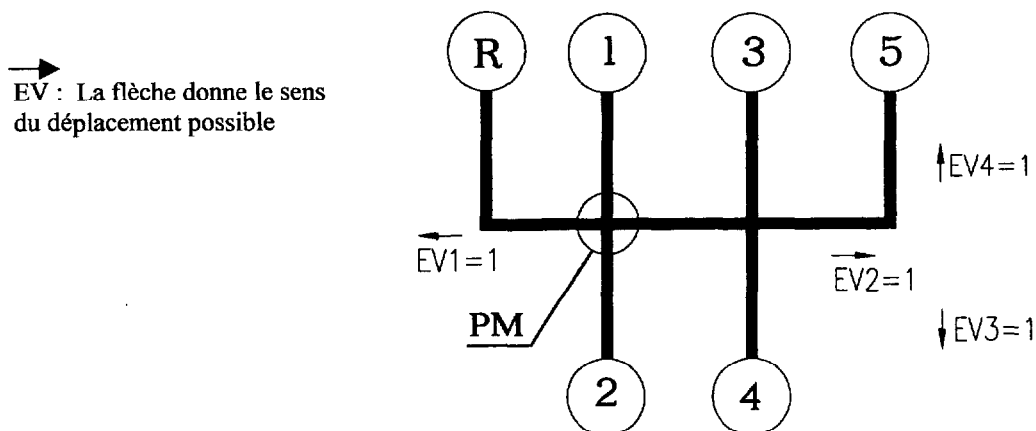 R 1 3 5
EV : La flèche donne le sens
du déplacement possible
EV4=1
EV1=1
EV2=1
PM
EV3=1
2 4